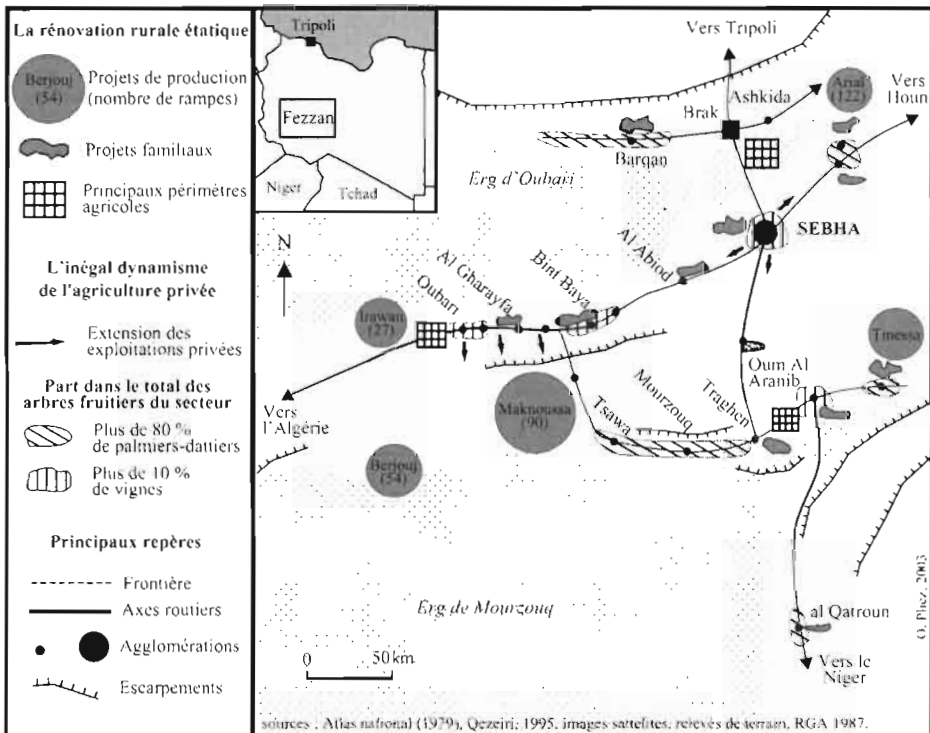 La rénovation rurale étatique
Berjouj
(54)
Projets de production
(nombre de rampes)
Projets familiaux
Principaux périmètres
agricoles
L'inégal dynamisme
de l'agriculture privée
Extension des
exploitations privées
Part dans le total des
arbres fruitiers du secteur
Plus de 80 %
de palmiers-dattiers
Plus de 10 %
de vignes
Principaux repères
Frontière
Axes routiers
Agglomérations
Escarpements
Tripoli
Fezzan
Niger
Tchad
N
Vers Tripoli
Vers
Houn
(122)
Ashkida
Brak
Barqan
Erg d'Oubari
SEBHA
Al Abiod
Bint Baya
Al Gharayfa
Oubari
Irawan
(27)
Vers
l'Algérie
Maknoussa
(90)
Berjouj
(54)
Tsawa
Mourzouq
Traghen
Oum Al
Aranib
Tmessa
Erg de Mourzouq
al Qatroun
Vers le
Niger
0 50 km
O. Pliez, 2003
sources : Atlas national (1979), Qezeiri, 1995, images sattelites, relevés de terrain, RGA 1987.